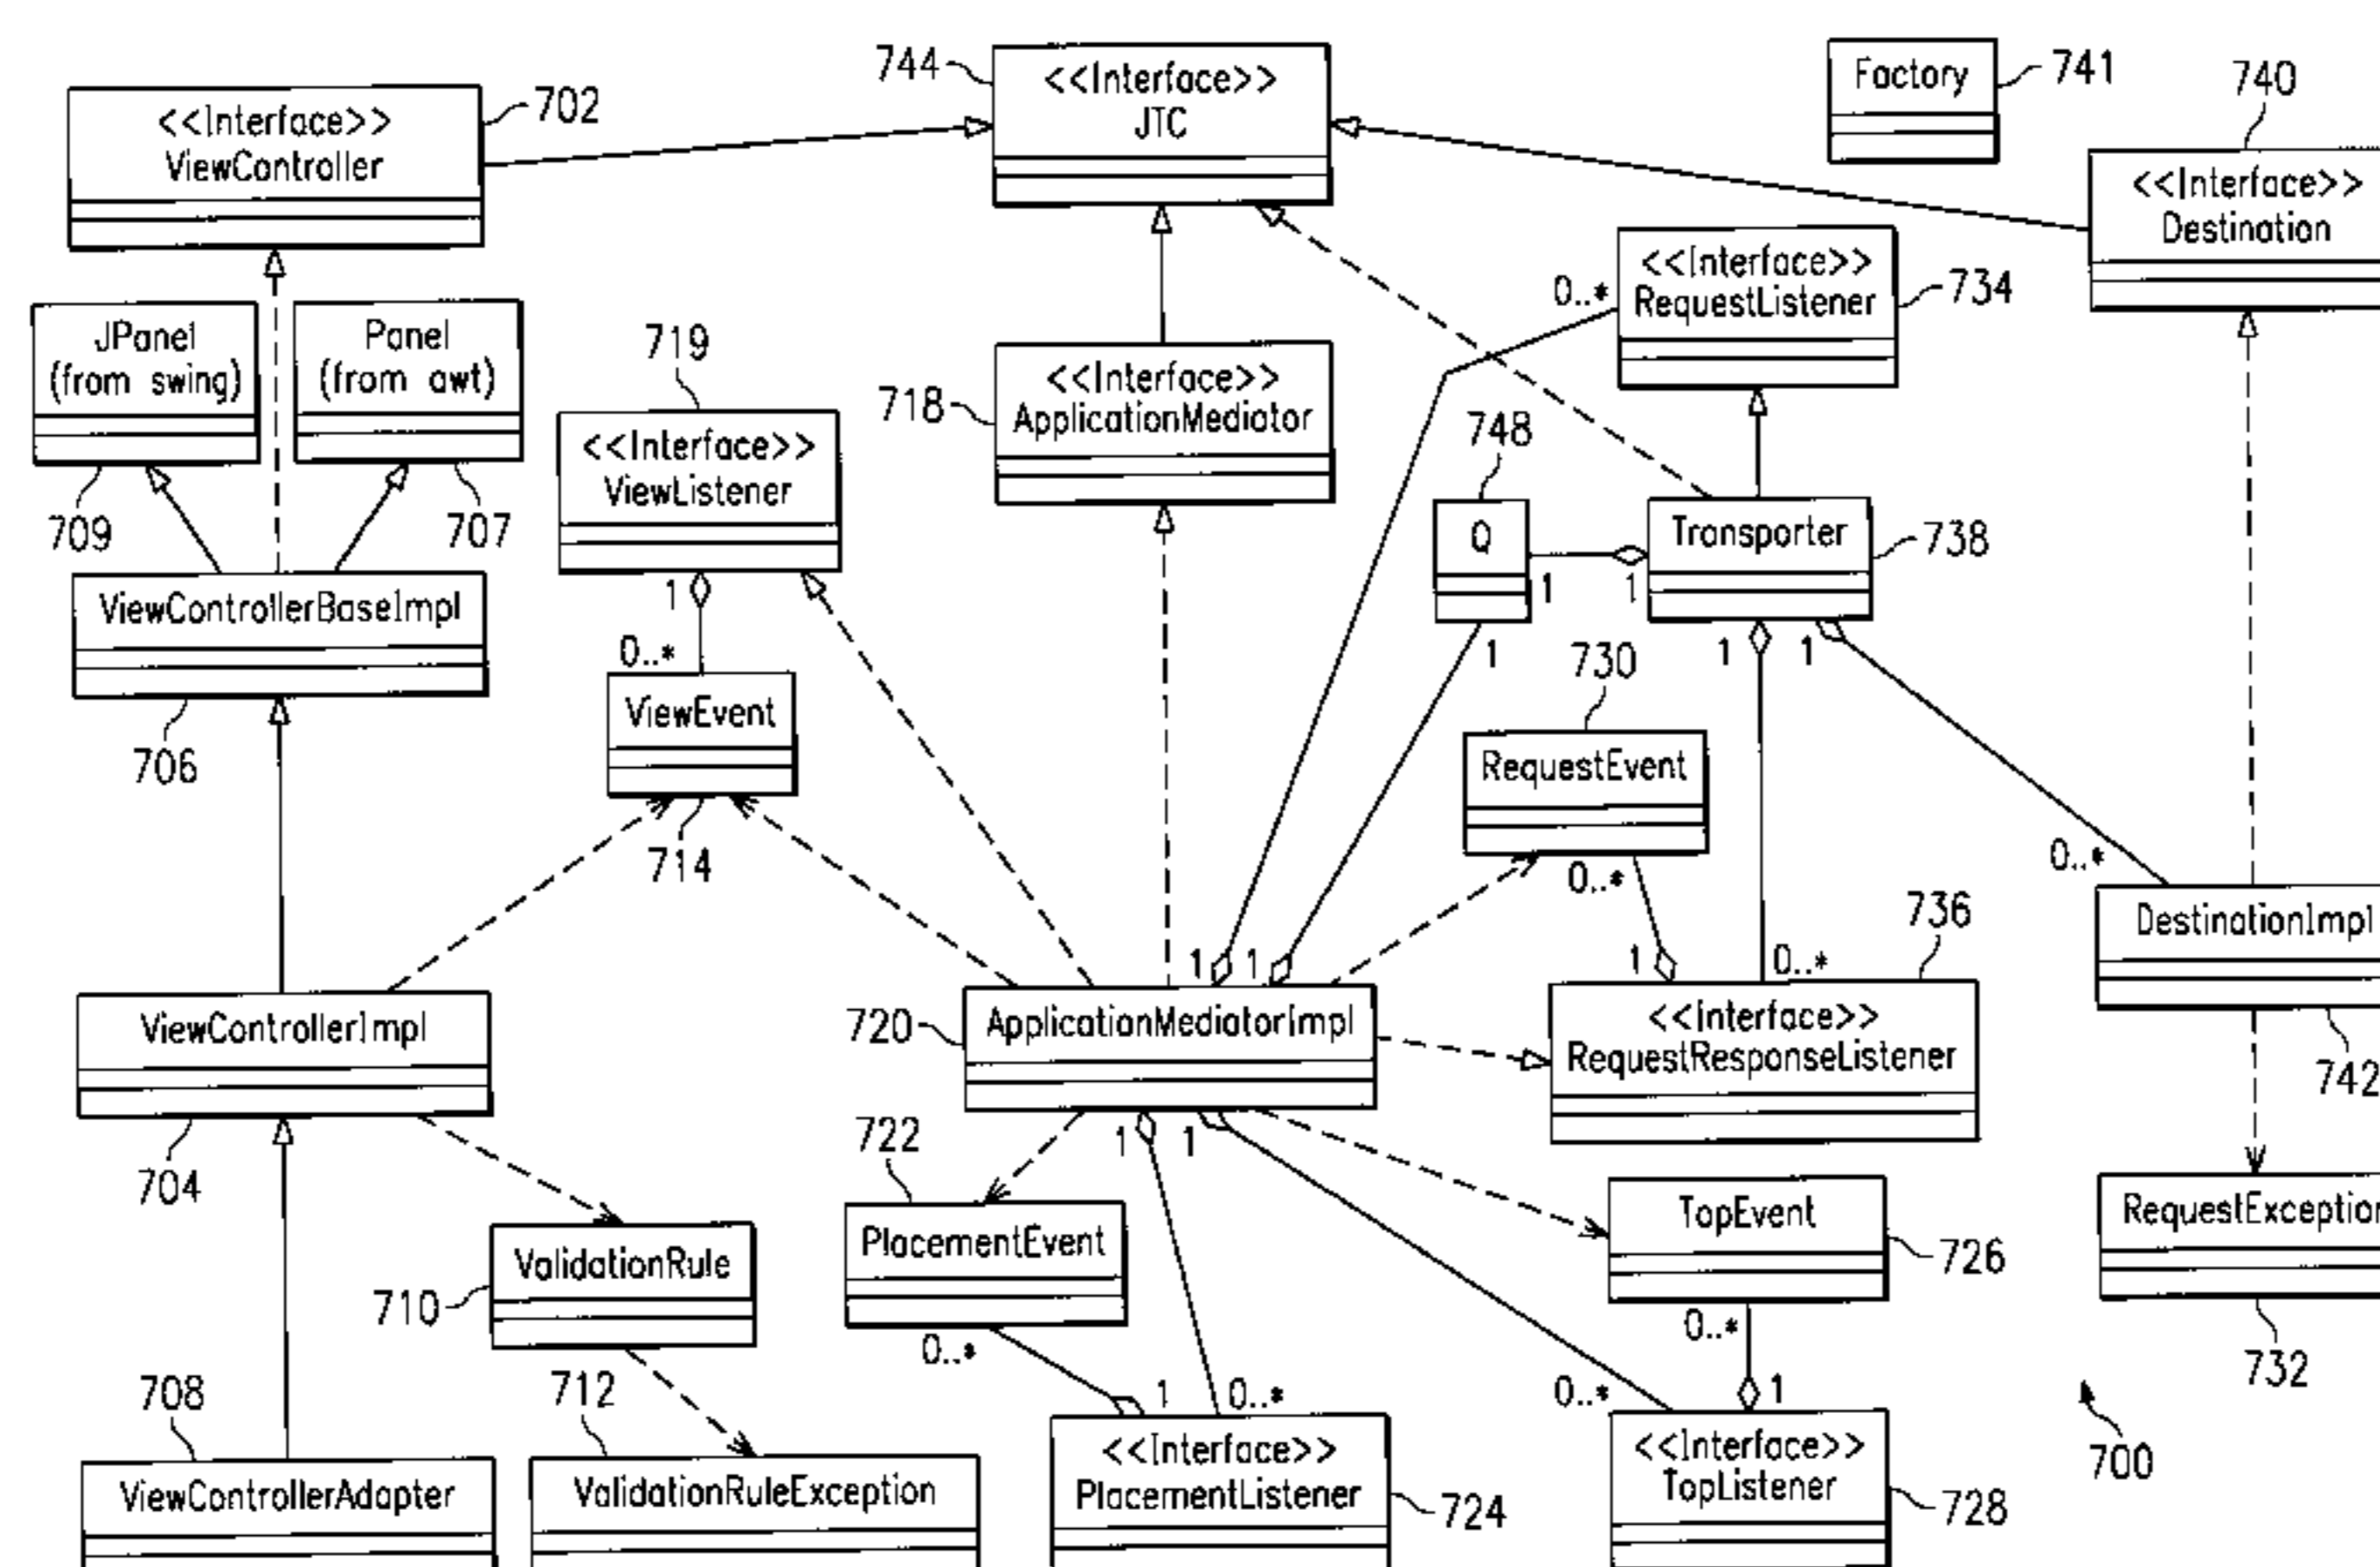 744
<<Interface>>
JTC
Factory
741
740
702
<<Interface>>
ViewController
<<Interface>>
Destination
<<Interface>>
RequestListener
734
0..*
JPanel
(from swing)
Panel
(from awt)
719
718
<<Interface>>
ApplicationMediator
748
<<Interface>>
ViewListener
709
707
Q
Transporter
738
1
1
1
ViewControllerBaseImpl
0..*
1
1
1
730
706
ViewEvent
RequestEvent
714
0..*
0..*
736
DestinationImpl
1
1
1
0..*
ViewControllerImpl
720
ApplicationMediatorImpl
<<Interface>>
RequestResponseListener
742
722
1
1
704
PlacementEvent
TopEvent
726
RequestException
ValidationRule
710
0..*
0..*
732
708
712
1
0..*
0..*
1
700
ViewControllerAdapter
ValidationRuleException
<<Interface>>
PlacementListener
724
<<Interface>>
TopListener
728